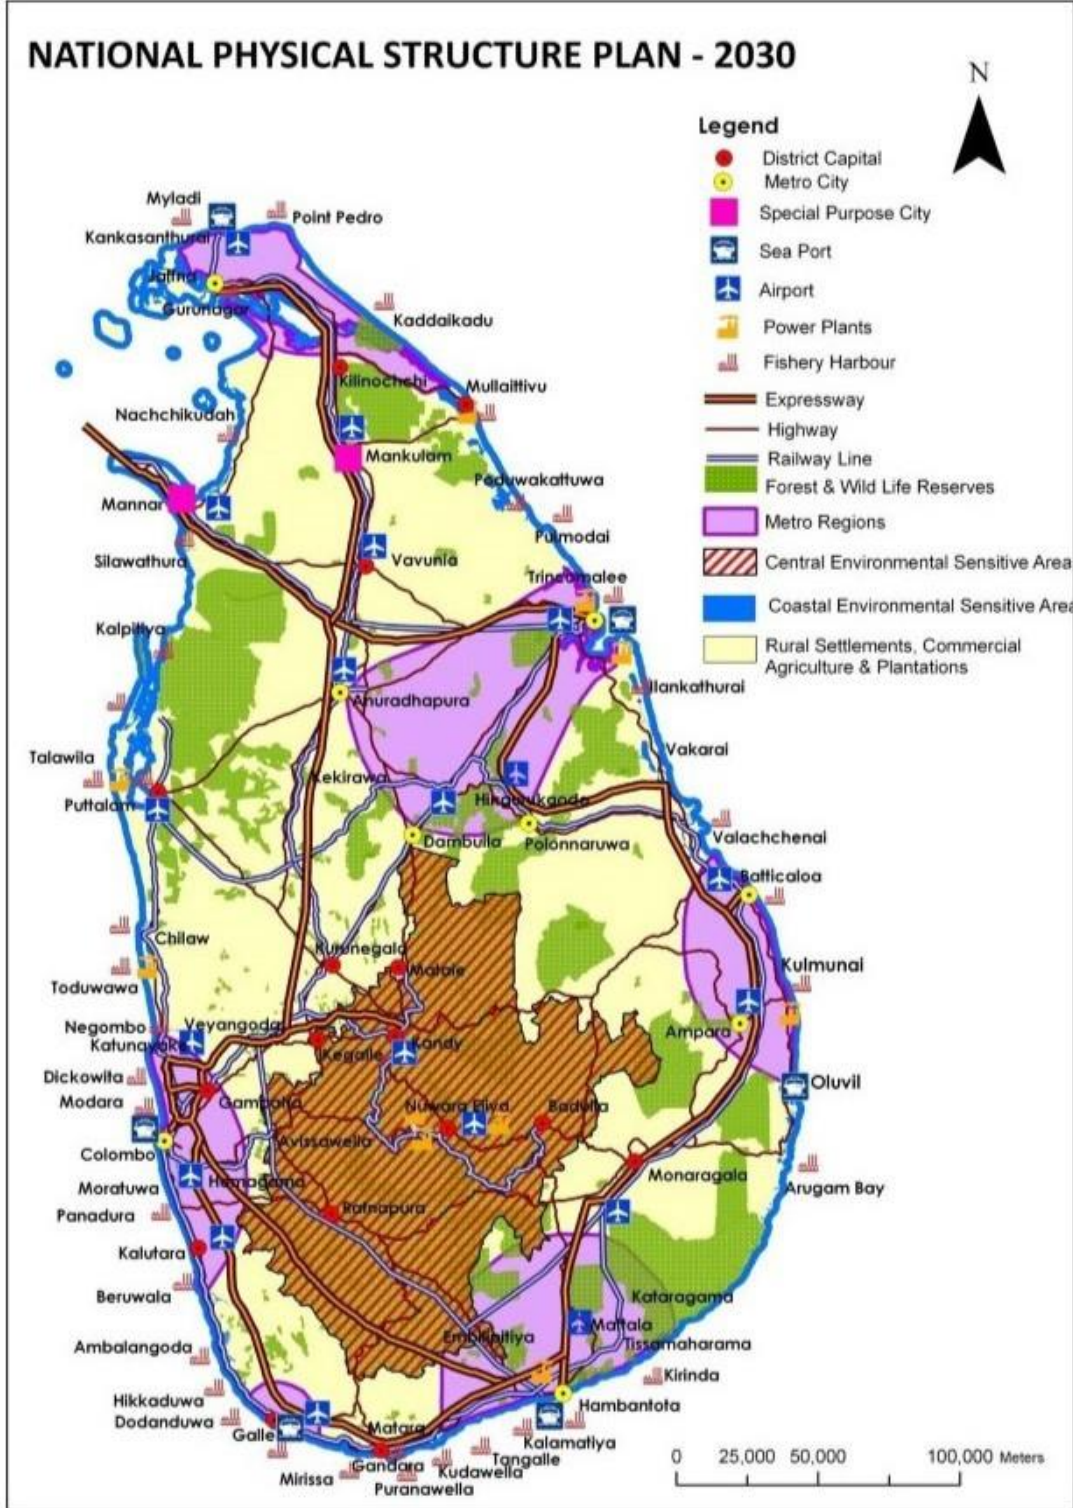 NATIONAL PHYSICAL STRUCTURE PLAN - 2030
N
Legend
District Capital
Metro City
Special Purpose City
Sea Port
Airport
Power Plants
Fishery Harbour
Expressway
Highway
Railway Line
Forest & Wild Life Reserves
Metro Regions
Central Environmental Sensitive Area
Coastal Environmental Sensitive Area
Rural Settlements, Commercial
Agriculture & Plantations
Myladi
Point Pedro
Kankasanthurai
Jaffna
Gurunagar
Kaddaikadu
Kilinochchi
Mullaittivu
Nachchikudah
Mankulam
Peduwakattuwa
Mannar
Pulmodai
Silawathura
Vavunia
Trincomalee
Kalpitiya
Ilankathurai
Anuradhapura
Vakarai
Talawila
Kekirawa
Puttalam
Hingurukgoda
Dambulla
Polonnaruwa
Valachchenai
Batticaloa
Chilaw
Kurunegala
Matale
Kulmunai
Toduwawa
Negombo
Veyangoda
Katunayake
Ampara
Kegalle
Kandy
Dickowita
Oluvil
Modara
Gampaha
Nuwara Eliya
Badulla
Colombo
Avissawella
Monaragala
Moratuwa
Homagama
Arugam Bay
Panadura
Ratnapura
Kalutara
Beruwala
Kataragama
Mattala
Embilipitiya
Tissamaharama
Ambalangoda
Kirinda
Hikkaduwa
Hambantota
Dodanduwa
Galle
Matara
Kalamatiya
Tangalle
Gandara
Kudawella
Mirissa
Puranawella
0 25,000 50,000 100,000 Meters